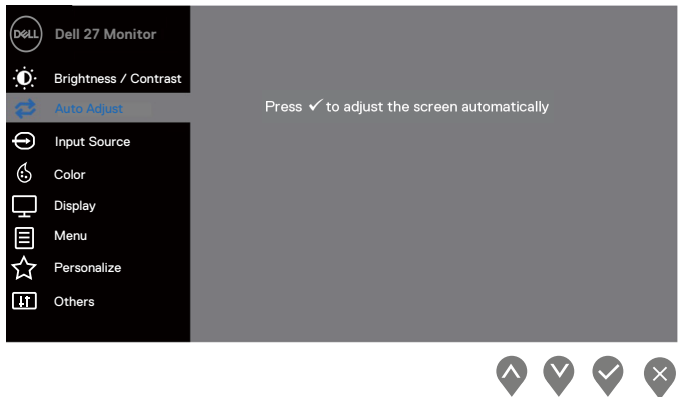 DELL Dell 27 Monitor
Brightness / Contrast
Auto Adjust
Press ✓ to adjust the screen automatically
Input Source
Color
Display
Menu
Personalize
Others